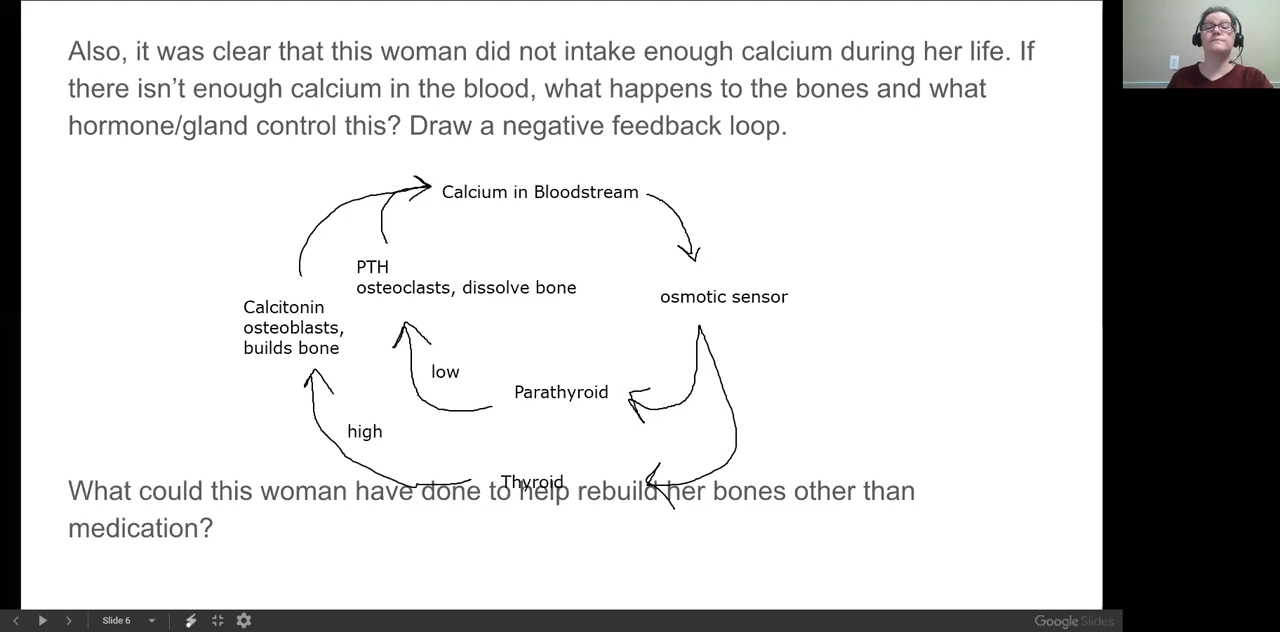 Also, it was clear that this woman did not intake enough calcium during her life. If
there isn’t enough calcium in the blood, what happens to the bones and what
hormone/gland control this? Draw a negative feedback loop.
Calcium in Bloodstream
PTH
osteoclasts, dissolve bone
osmotic sensor
Calcitonin
osteoblasts,
builds bone
low
Parathyroid
high
Thyroid
What could this woman have done to help rebuild her bones other than
medication?
Slide 6
Google Slides